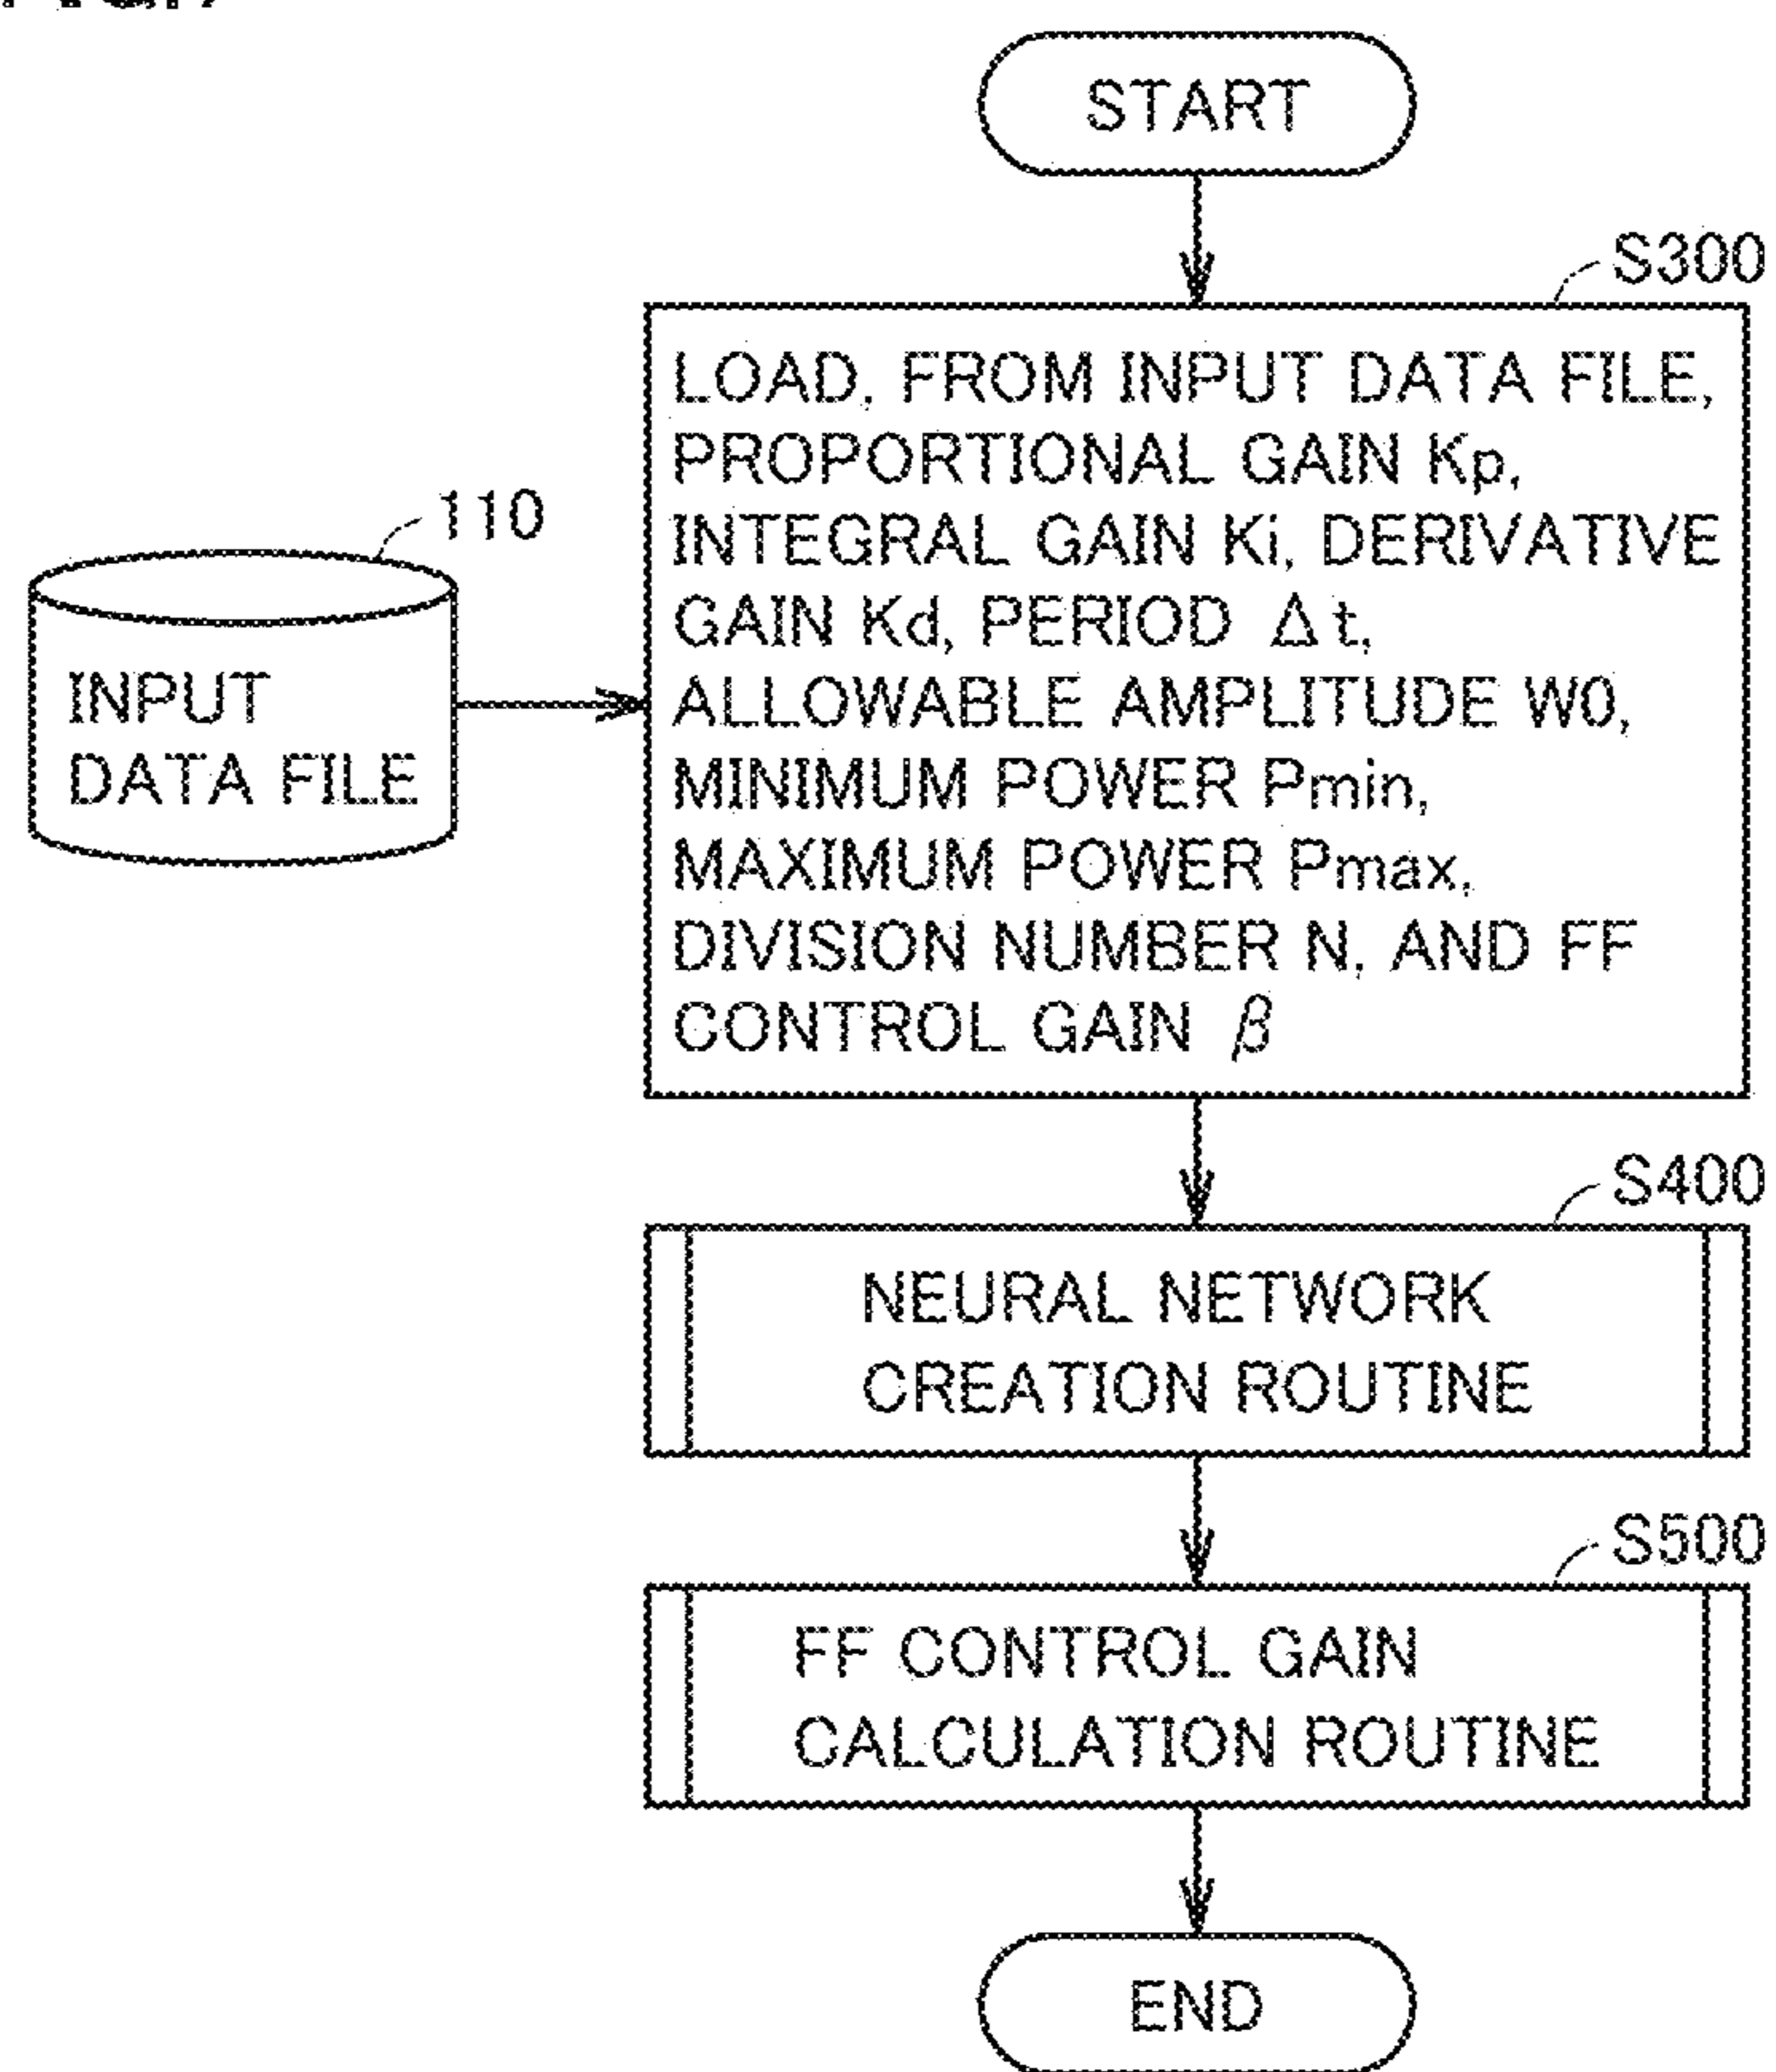 START
S300
LOAD, FROM INPUT DATA FILE,
PROPORTIONAL GAIN Kp,
INTEGRAL GAIN Ki, DERIVATIVE
GAIN Kd, PERIOD Δt,
ALLOWABLE AMPLITUDE W0,
MINIMUM POWER Pmin,
MAXIMUM POWER Pmax,
DIVISION NUMBER N, AND FF
CONTROL GAIN β
110
INPUT
DATA FILE
S400
NEURAL NETWORK
CREATION ROUTINE
S500
FF CONTROL GAIN
CALCULATION ROUTINE
END